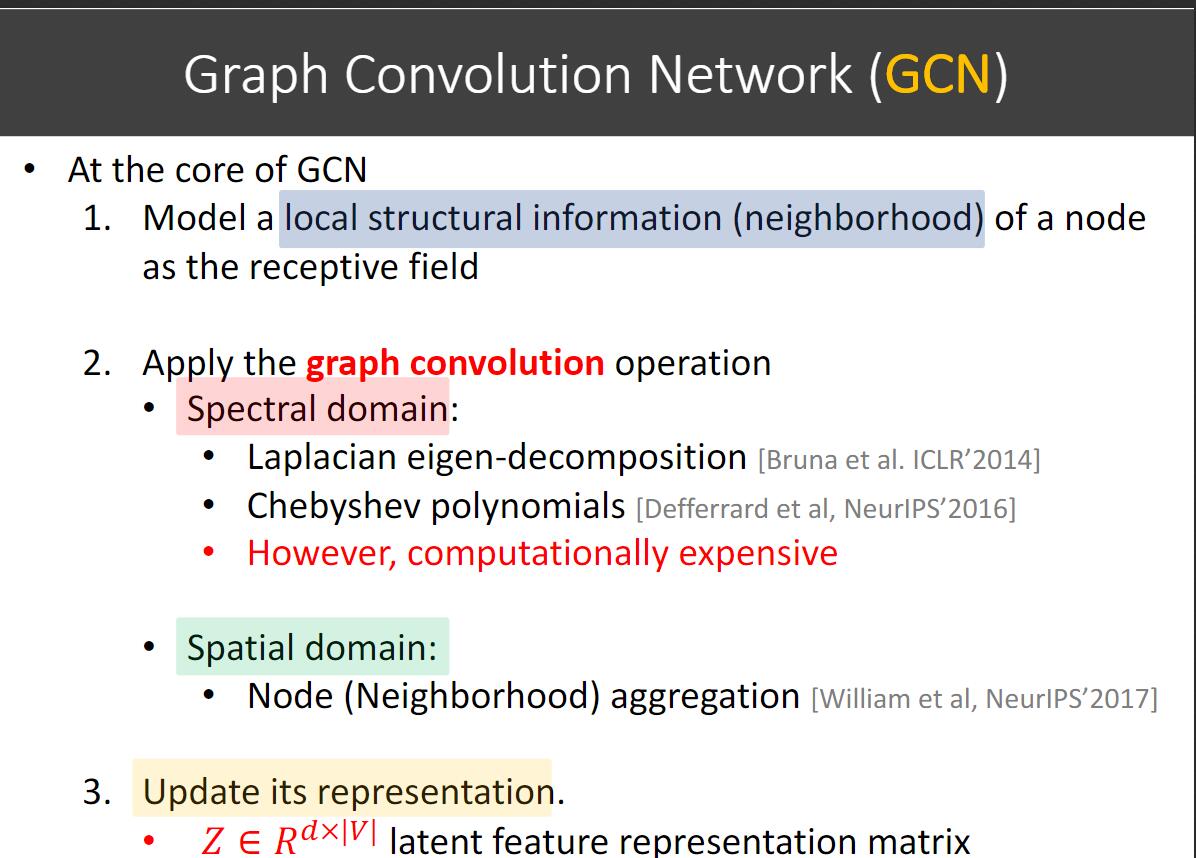 Graph Convolution Network (GCN)
• At the core of GCN
1. Model a local structural information (neighborhood) of a node
as the receptive field
2. Apply the graph convolution operation
• Spectral domain:
• Laplacian eigen-decomposition [Bruna et al. ICLR’2014]
• Chebyshev polynomials [Defferrard et al, NeurIPS’2016]
• However, computationally expensive
• Spatial domain:
• Node (Neighborhood) aggregation [William et al, NeurIPS’2017]
3. Update its representation.
• Z ∈ R^{d×|V|} latent feature representation matrix